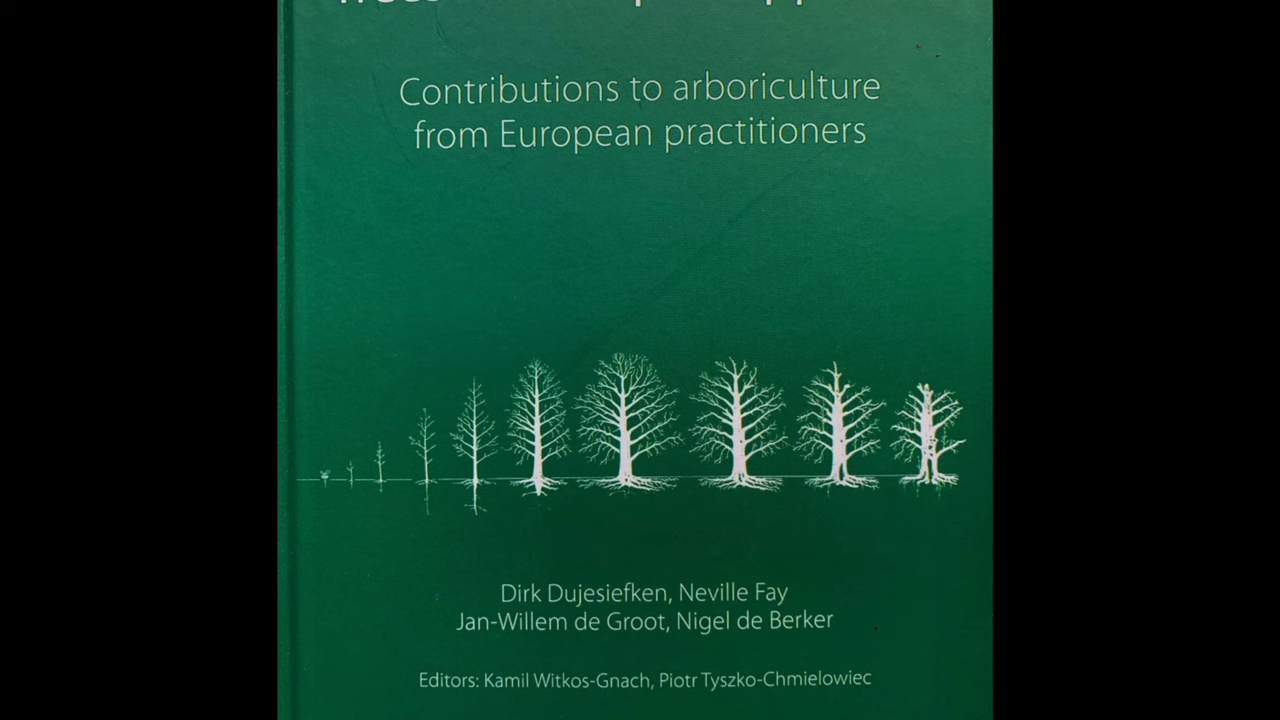 Contributions to arboriculture
from European practitioners
Dirk Dujesiefken, Neville Fay
Jan-Willem de Groot, Nigel de Berker
Editors: Kamil Witkos-Gnach, Piotr Tyszko-Chmielowiec